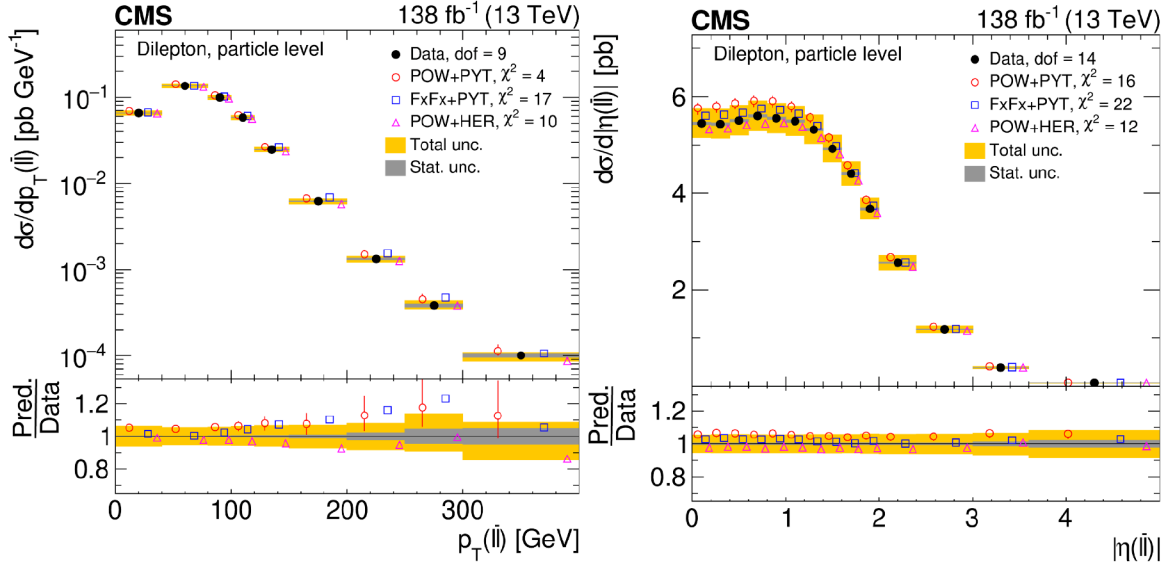 CMS 138 fb⁻¹ (13 TeV)
Dilepton, particle level
Data, dof = 9
POW+PYT, χ² = 4
FxFx+PYT, χ² = 17
POW+HER, χ² = 10
Total unc.
Stat. unc.
dσ/dp_T(l l̄) [pb GeV⁻¹]
10⁻¹
10⁻²
10⁻³
10⁻⁴
Pred.
Data
1.2
1
0.8
0 100 200 300 400
p_T(l l̄) [GeV]
CMS 138 fb⁻¹ (13 TeV)
Dilepton, particle level
Data, dof = 14
POW+PYT, χ² = 16
FxFx+PYT, χ² = 22
POW+HER, χ² = 12
Total unc.
Stat. unc.
dσ/d|η(l l̄)| [pb]
6
4
2
Pred.
Data
1.2
1
0.8
0 1 2 3 4
|η(l l̄)|